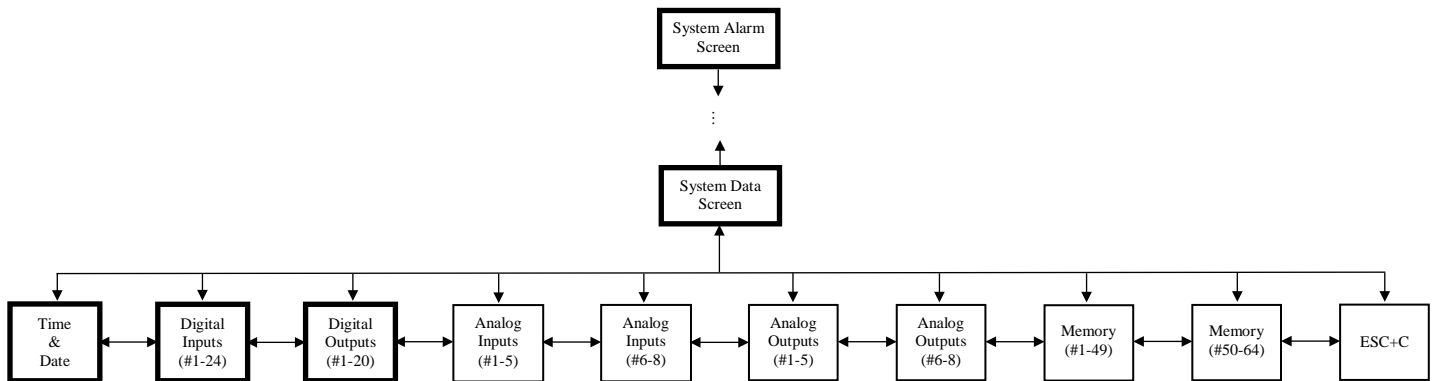 System Alarm
Screen
⋮
System Data
Screen
Time
&
Date
Digital
Inputs
(#1-24)
Digital
Outputs
(#1-20)
Analog
Inputs
(#1-5)
Analog
Inputs
(#6-8)
Analog
Outputs
(#1-5)
Analog
Outputs
(#6-8)
Memory
(#1-49)
Memory
(#50-64)
ESC+C